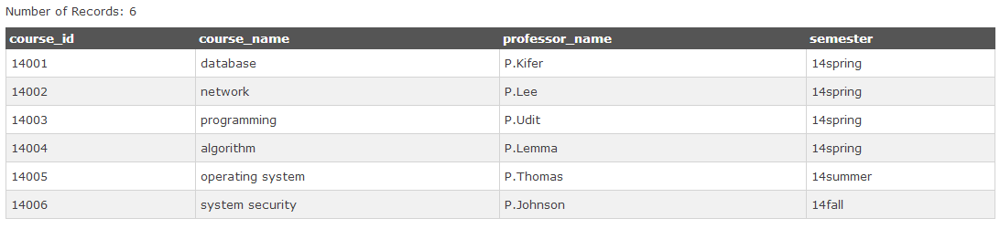 Number of Records: 6
course_id course_name professor_name semester
14001 database P.Kifer 14spring
14002 network P.Lee 14spring
14003 programming P.Udit 14spring
14004 algorithm P.Lemma 14spring
14005 operating system P.Thomas 14summer
14006 system security P.Johnson 14fall